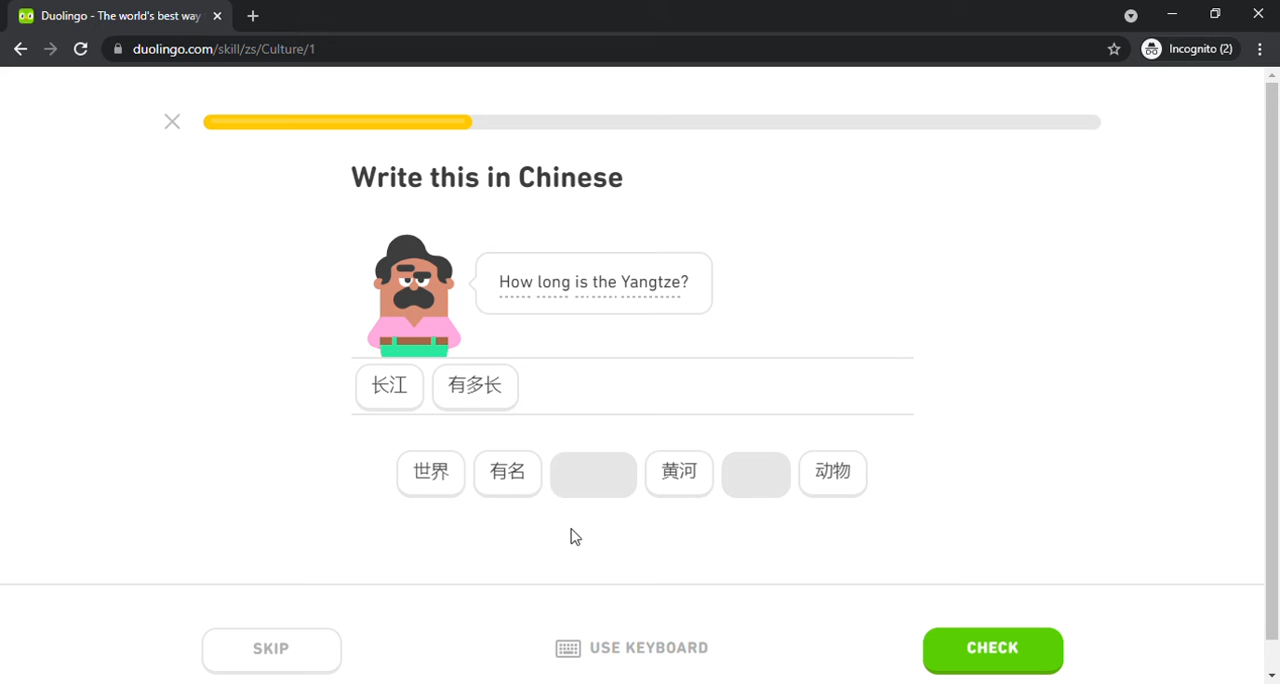 Duolingo - The world's best way
duolingo.com/skill/zs/Culture/1
Incognito (2)
Write this in Chinese
How long is the Yangtze?
长江 有多长
世界 有名 黄河 动物
SKIP USE KEYBOARD CHECK